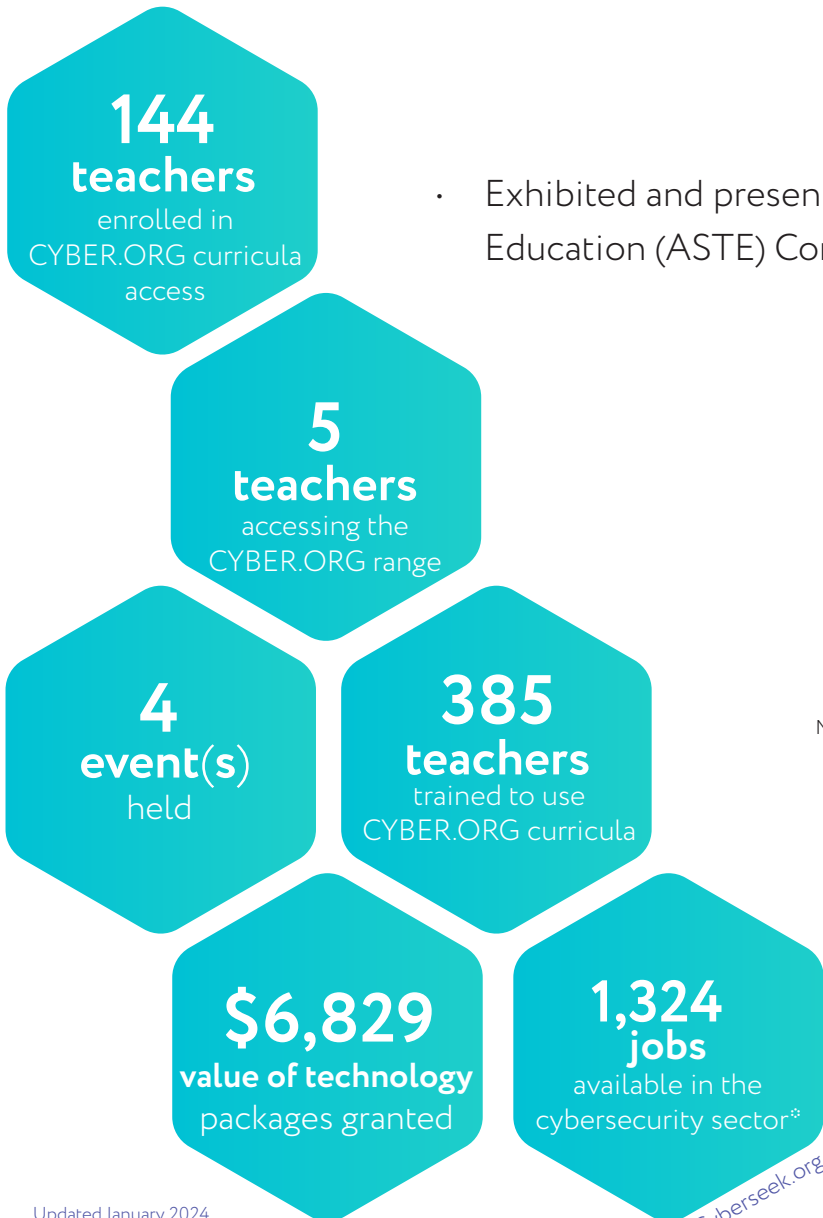 144
teachers
enrolled in
CYBER.ORG curricula
access
• Exhibited and presen
Education (ASTE) Con
5
teachers
accessing the
CYBER.ORG range
4
event(s)
held
385
teachers
trained to use
CYBER.ORG curricula
$6,829
value of technology
packages granted
1,324
jobs
available in the
cybersecurity sector*
Updated January 2024
yberseek.org